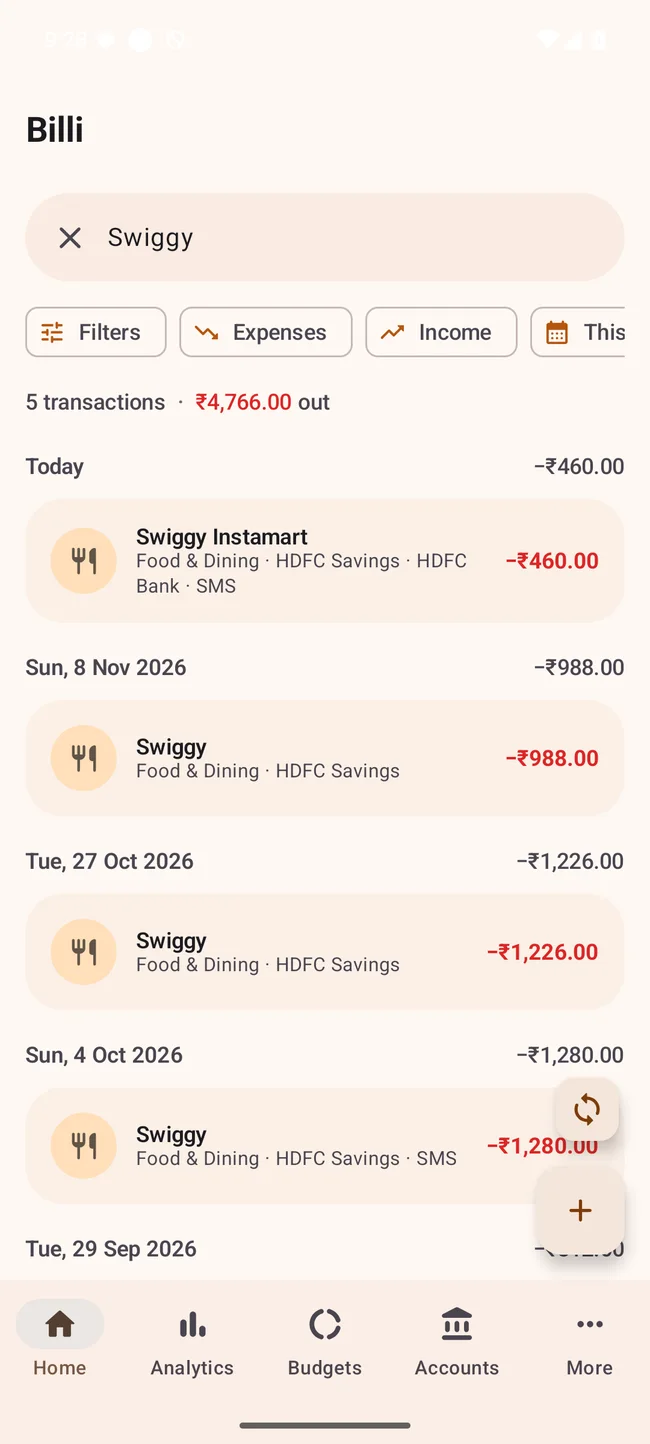 Billi
Swiggy
Filters
Expenses
Income
This
5 transactions · ₹4,766.00 out
Today
−₹460.00
Swiggy Instamart
Food & Dining · HDFC Savings · HDFC
Bank · SMS
−₹460.00
Sun, 8 Nov 2026
−₹988.00
Swiggy
Food & Dining · HDFC Savings
−₹988.00
Tue, 27 Oct 2026
−₹1,226.00
Swiggy
Food & Dining · HDFC Savings
−₹1,226.00
Sun, 4 Oct 2026
−₹1,280.00
Swiggy
Food & Dining · HDFC Savings · SMS
−₹1,280.00
Tue, 29 Sep 2026
Home
Analytics
Budgets
Accounts
More